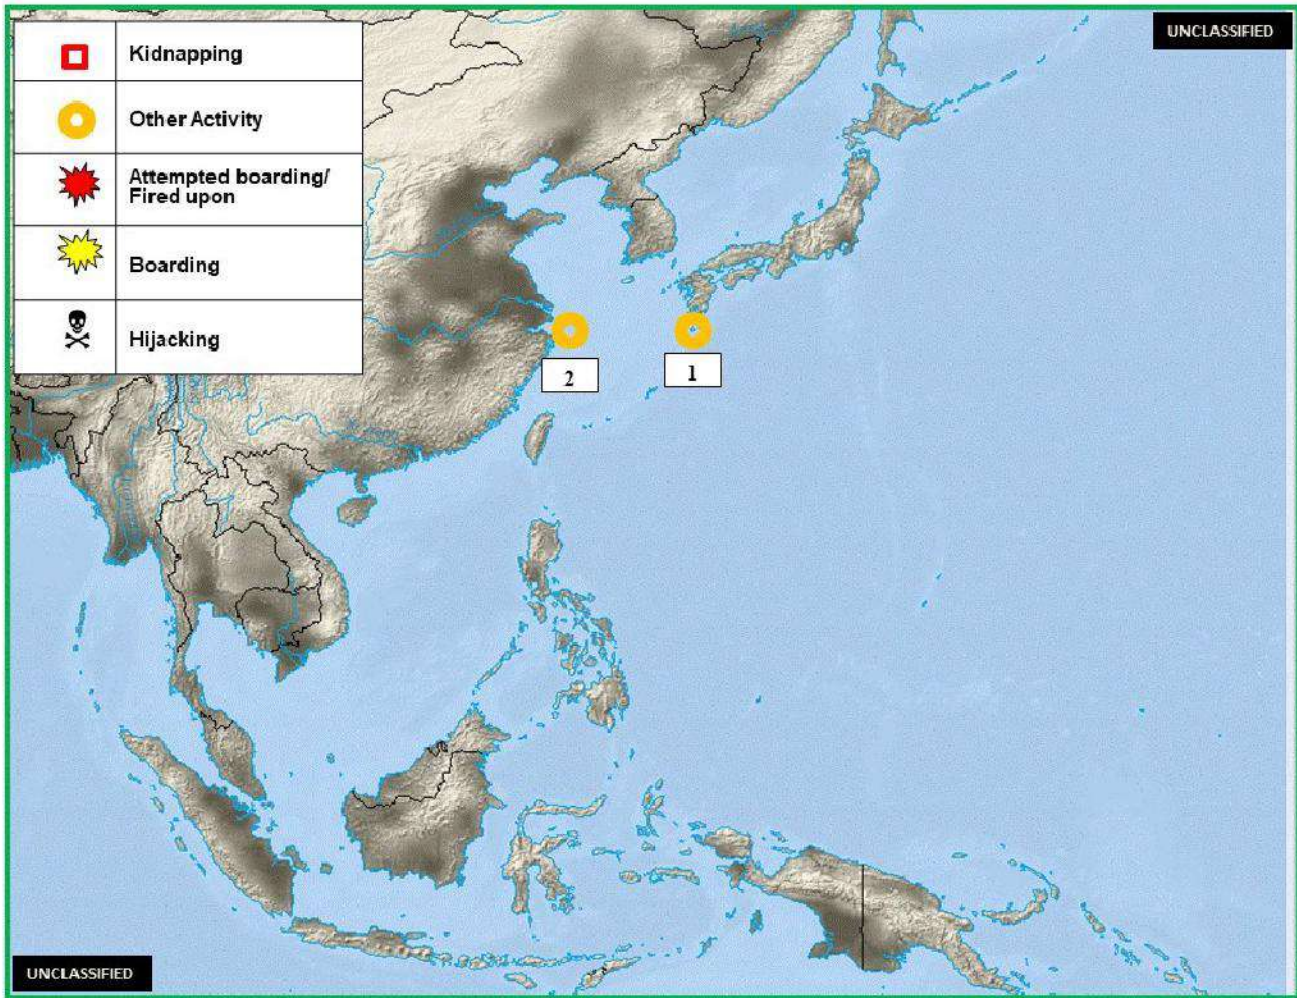 UNCLASSIFIED
Kidnapping
Other Activity
Attempted boarding/
Fired upon
Boarding
Hijacking
2
1
UNCLASSIFIED